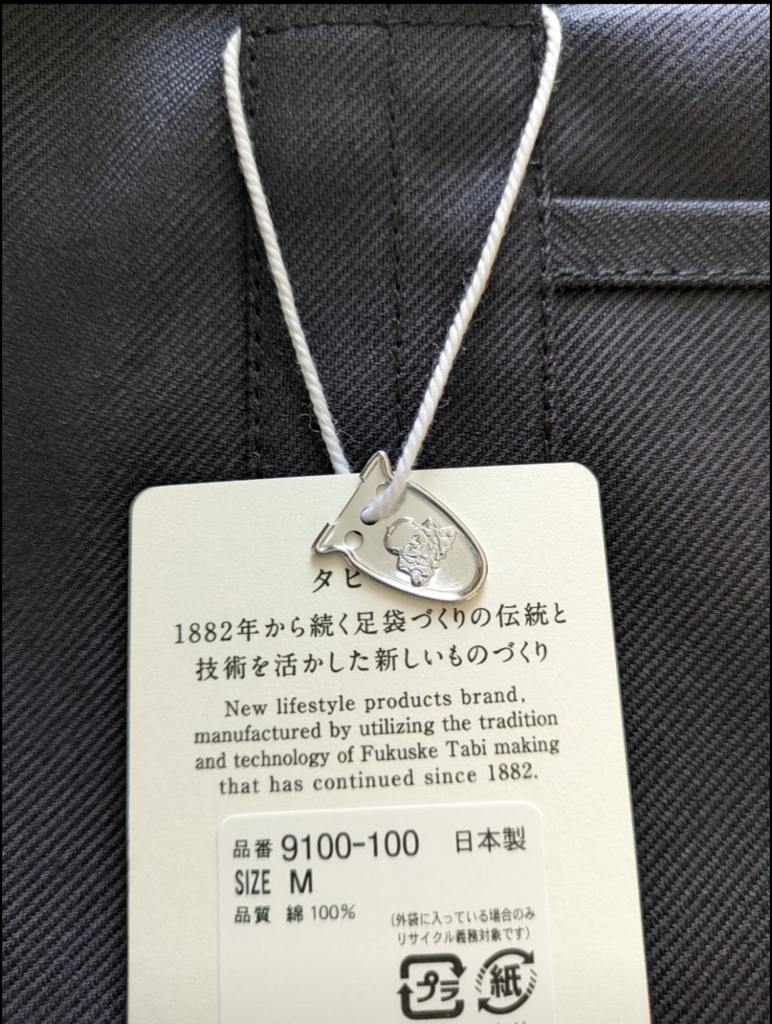 タビ
1882年から続く足袋づくりの伝統と
技術を活かした新しいものづくり
New lifestyle products brand,
manufactured by utilizing the tradition
and technology of Fukuske Tabi making
that has continued since 1882.
品番 9100-100 日本製
SIZE M
品質 綿 100%
(外袋に入っている場合のみ
リサイクル義務対象です)
プラ 紙